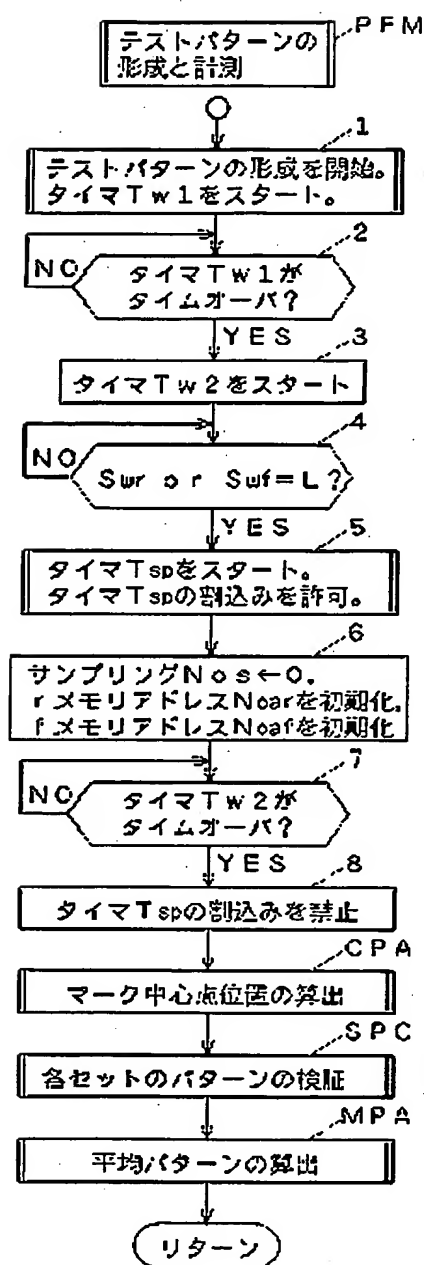 PFM
テストパターンの
形成と計測
1
テストパターンの形成を開始。
タイマTw1をスタート。
2
NO
タイマTw1が
タイムオーバ?
YES
3
タイマTw2をスタート
4
NO
Swr or Swf=L?
YES
5
タイマTspをスタート。
タイマTspの割込みを許可。
6
サンプリングNos←0.
rメモリアドレスNoarを初期化.
fメモリアドレスNoafを初期化
7
NO
タイマTw2が
タイムオーバ?
YES
8
タイマTspの割込みを禁止
CPA
マーク中心点位置の算出
SPC
各セットのパターンの検証
MPA
平均パターンの算出
リターン